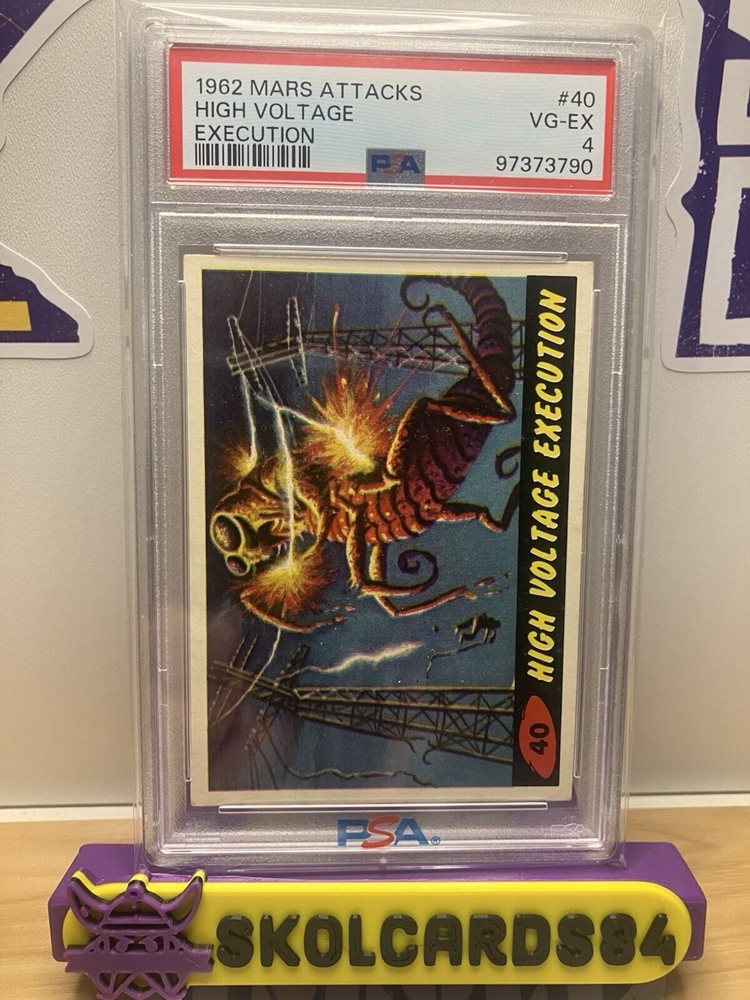 1962 MARS ATTACKS #40
HIGH VOLTAGE VG-EX
EXECUTION 4
PSA 97373790
40 HIGH VOLTAGE EXECUTION
PSA®
SKOLCARDS84